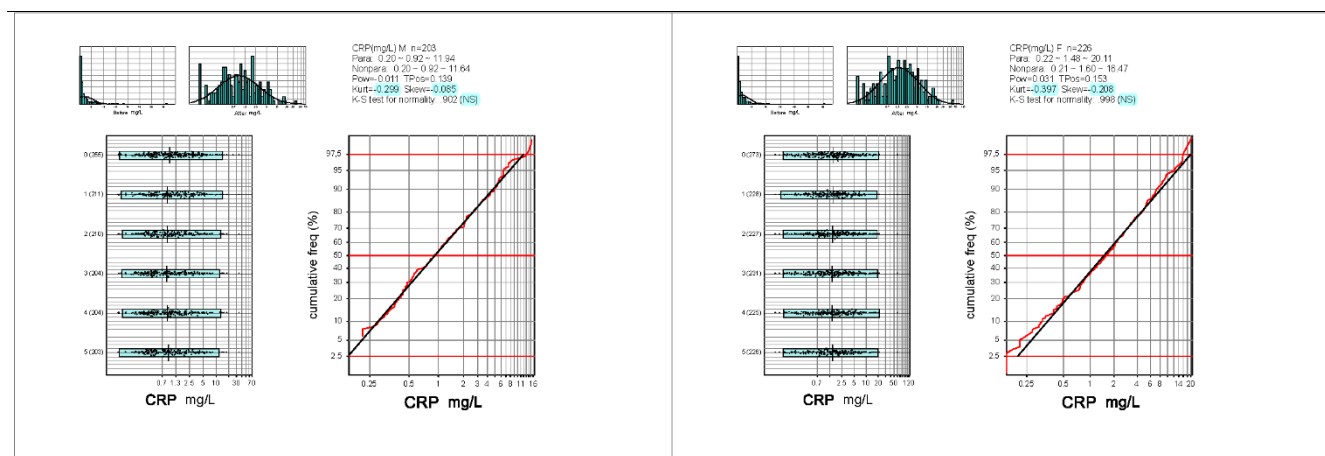 CRP(mg/L) M n=203
Para: 0.20 ~ 0.92 ~ 11.94
Nonpara: 0.20 ~ 0.92 ~ 11.64
Pow=-0.011 TPos=0.139
Kurt=-0.299 Skew=-0.085
K-S test for normality: .902 (NS)
Before mg/L
After mg/L
0 (355)
1 (211)
2 (210)
3 (204)
4 (204)
5 (203)
0.7 1.3 2.5 5 10 30 70
CRP mg/L
cumulative freq (%)
97.5
95
90
80
70
60
50
40
30
20
10
5
2.5
0.25 0.5 1 2 3 4 6 8 11 16
CRP mg/L
CRP(mg/L) F n=226
Para: 0.22 ~ 1.48 ~ 20.11
Nonpara: 0.21 ~ 1.60 ~ 16.47
Pow=0.031 TPos=0.153
Kurt=-0.397 Skew=-0.208
K-S test for normality: .998 (NS)
Before mg/L
After mg/L
0 (273)
1 (228)
2 (227)
3 (231)
4 (225)
5 (226)
0.7 2.5 5 10 20 50 120
CRP mg/L
cumulative freq (%)
97.5
95
90
80
70
60
50
40
30
20
10
5
2.5
0.25 0.5 1 2 4 6 8 14 20
CRP mg/L